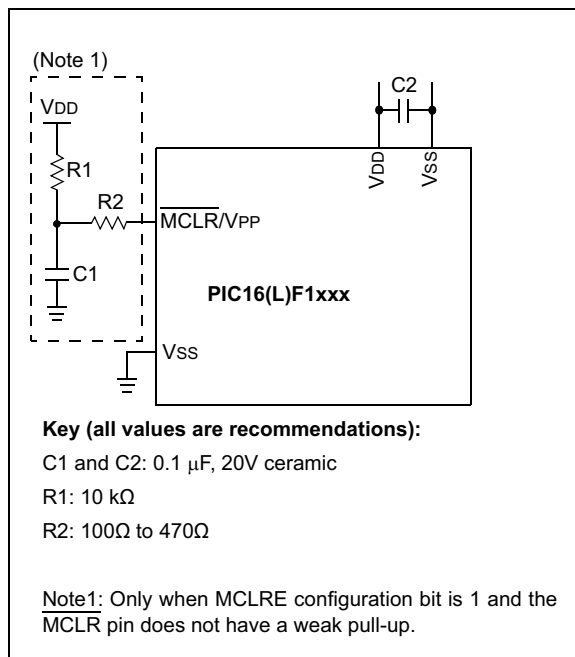 (Note 1)
C2
VDD
R1
VDD
VSS
R2
MCLR/VPP
C1
PIC16(L)F1xxx
VSS
Key (all values are recommendations):
C1 and C2: 0.1 μF, 20V ceramic
R1: 10 kΩ
R2: 100Ω to 470Ω
Note1: Only when MCLRE configuration bit is 1 and the
MCLR pin does not have a weak pull-up.